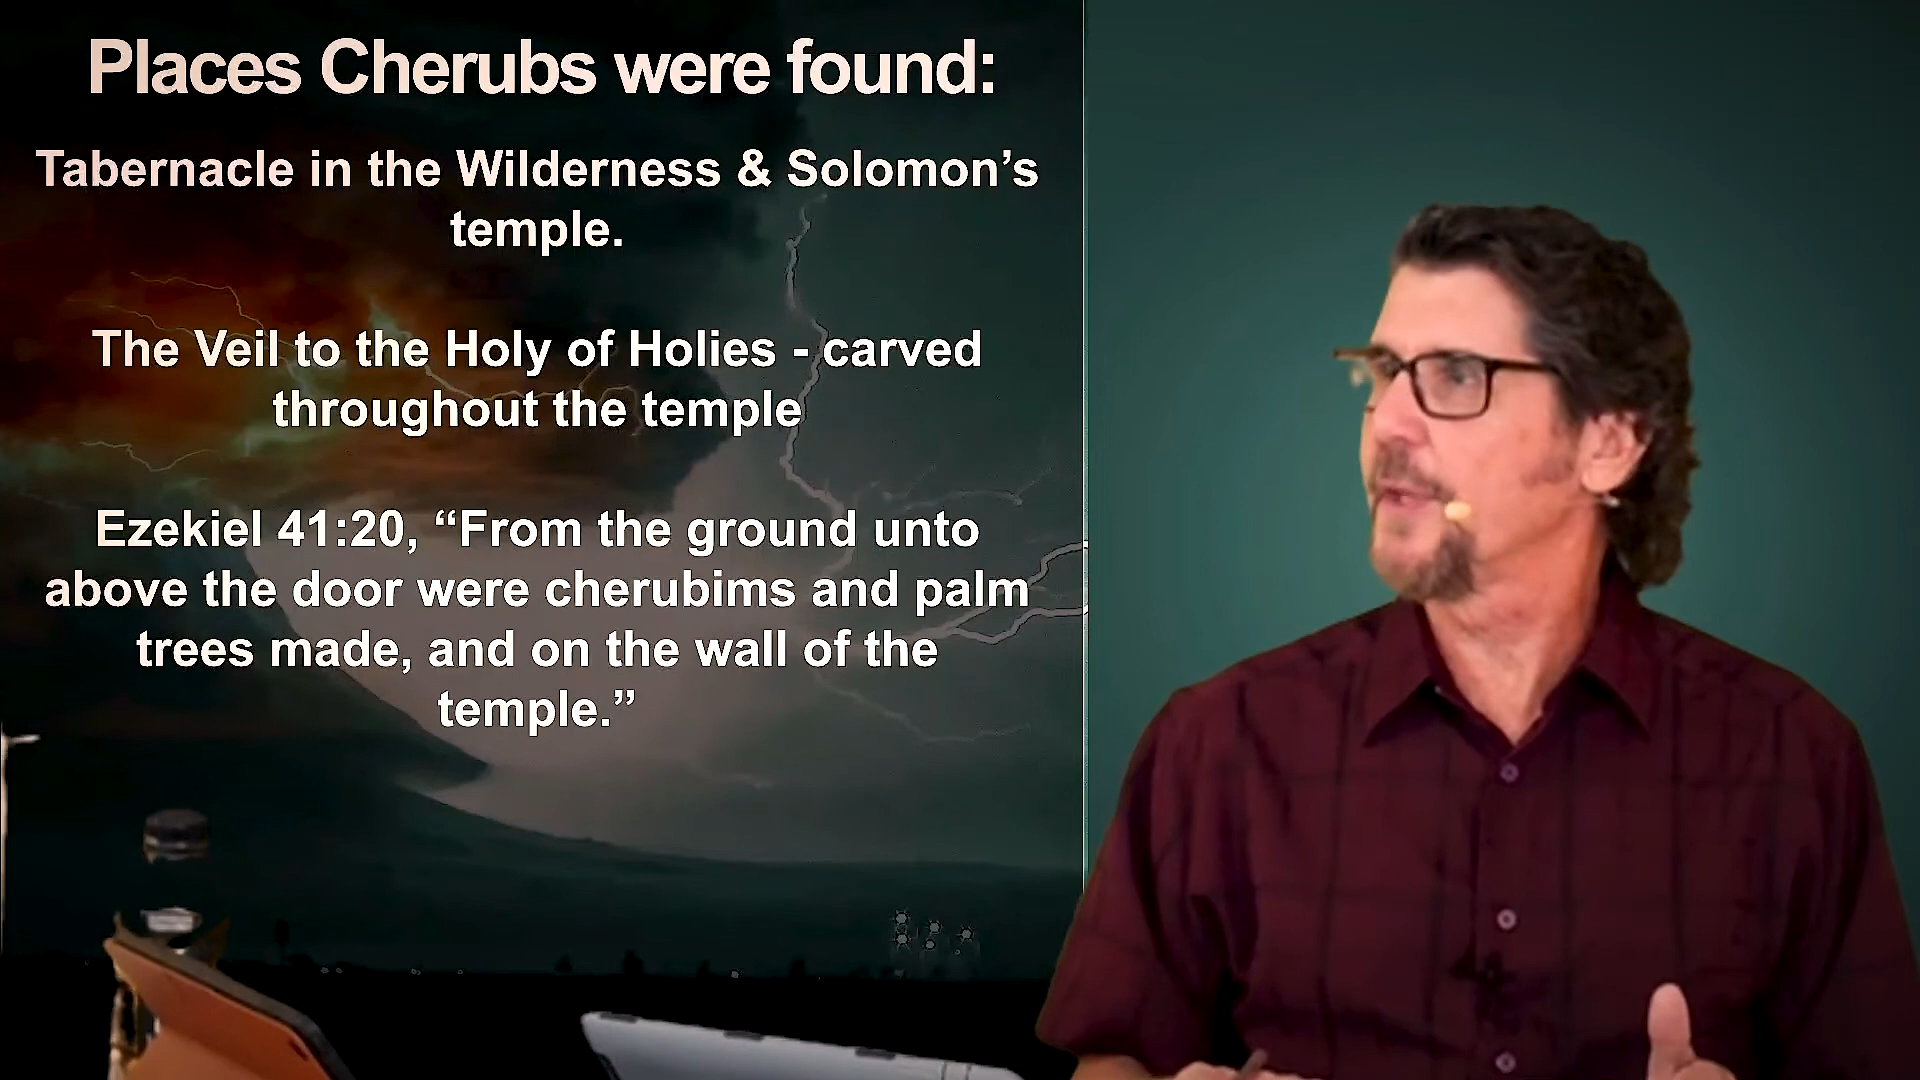 Places Cherubs were found:
Tabernacle in the Wilderness & Solomon’s
temple.
The Veil to the Holy of Holies - carved
throughout the temple
Ezekiel 41:20, “From the ground unto
above the door were cherubims and palm
trees made, and on the wall of the
temple.”